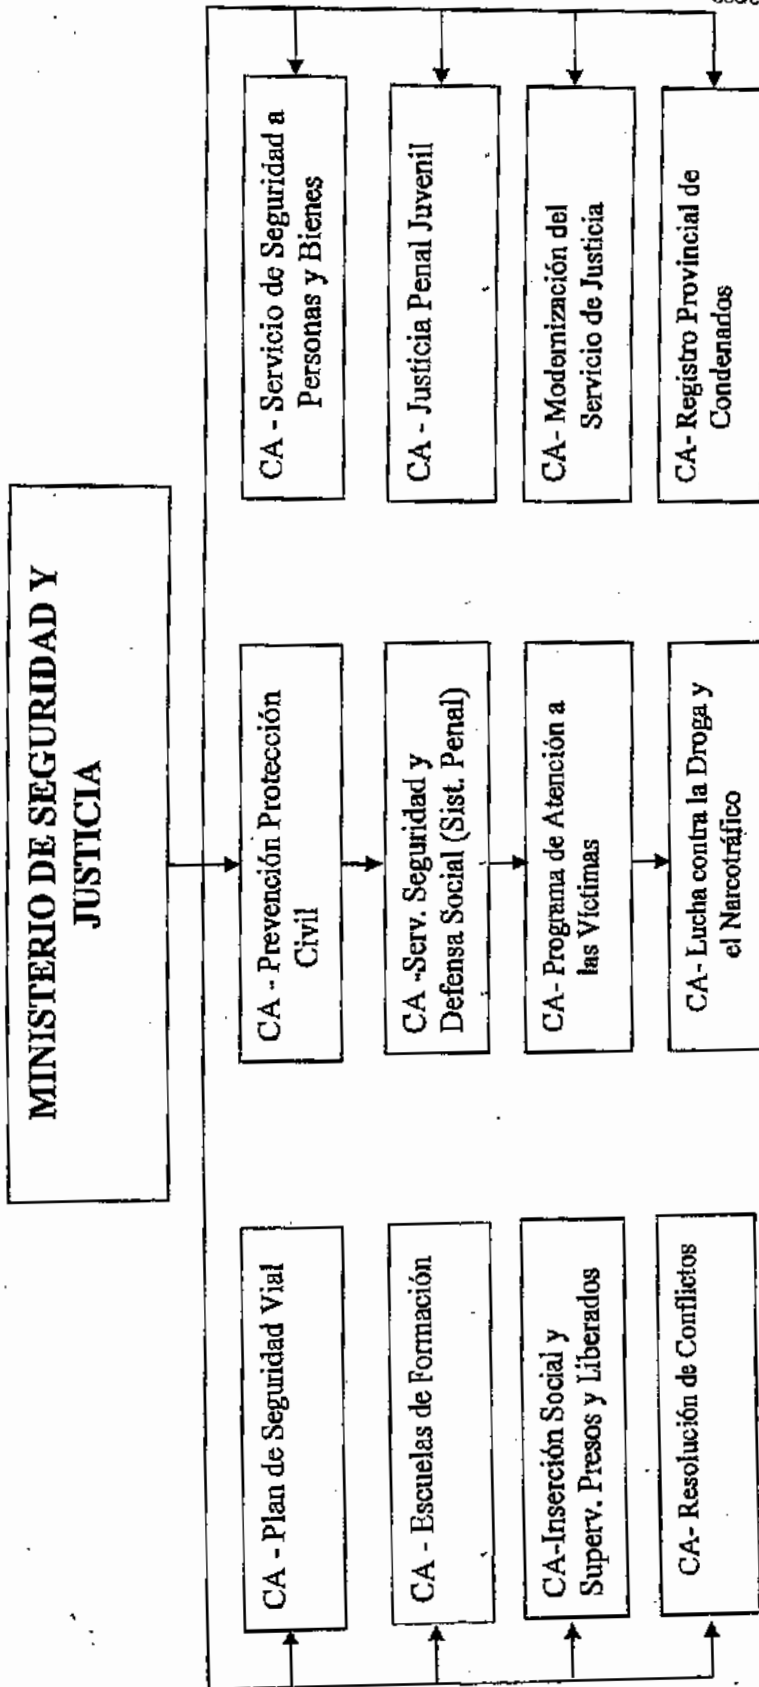 MINISTERIO DE SEGURIDAD Y
JUSTICIA
CA - Plan de Seguridad Vial
CA - Escuelas de Formación
CA-Inserción Social y
Superv. Presos y Liberados
CA- Resolución de Conflictos
CA - Prevención Protección
Civil
CA -Serv. Seguridad y
Defensa Social (Sist. Penal)
CA- Programa de Atención a
las Víctimas
CA- Lucha contra la Droga y
el Narcotráfico
CA - Servicio de Seguridad a
Personas y Bienes
CA - Justicia Penal Juvenil
CA- Modernización del
Servicio de Justicia
CA- Registro Provincial de
Condenados